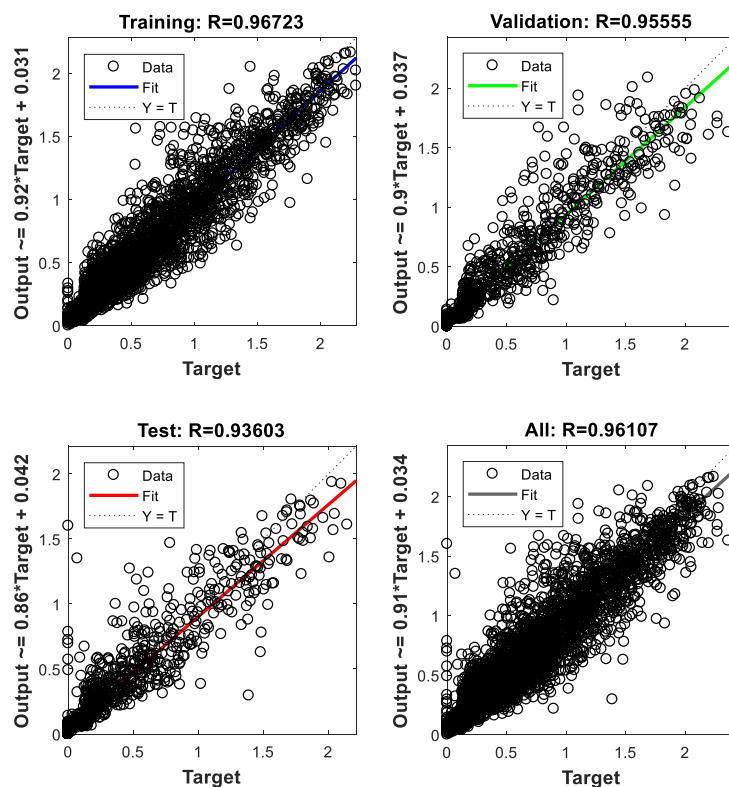 Training: R=0.96723
Output ~= 0.92*Target + 0.031
2
1.5
1
0.5
0
Data
Fit
Y = T
0 0.5 1 1.5 2
Target
Validation: R=0.95555
Output ~= 0.9*Target + 0.037
2
1.5
1
0.5
0
Data
Fit
Y = T
0 0.5 1 1.5 2
Target
Test: R=0.93603
Output ~= 0.86*Target + 0.042
2
1.5
1
0.5
0
Data
Fit
Y = T
0 0.5 1 1.5 2
Target
All: R=0.96107
Output ~= 0.91*Target + 0.034
2
1.5
1
0.5
0
Data
Fit
Y = T
0 0.5 1 1.5 2
Target